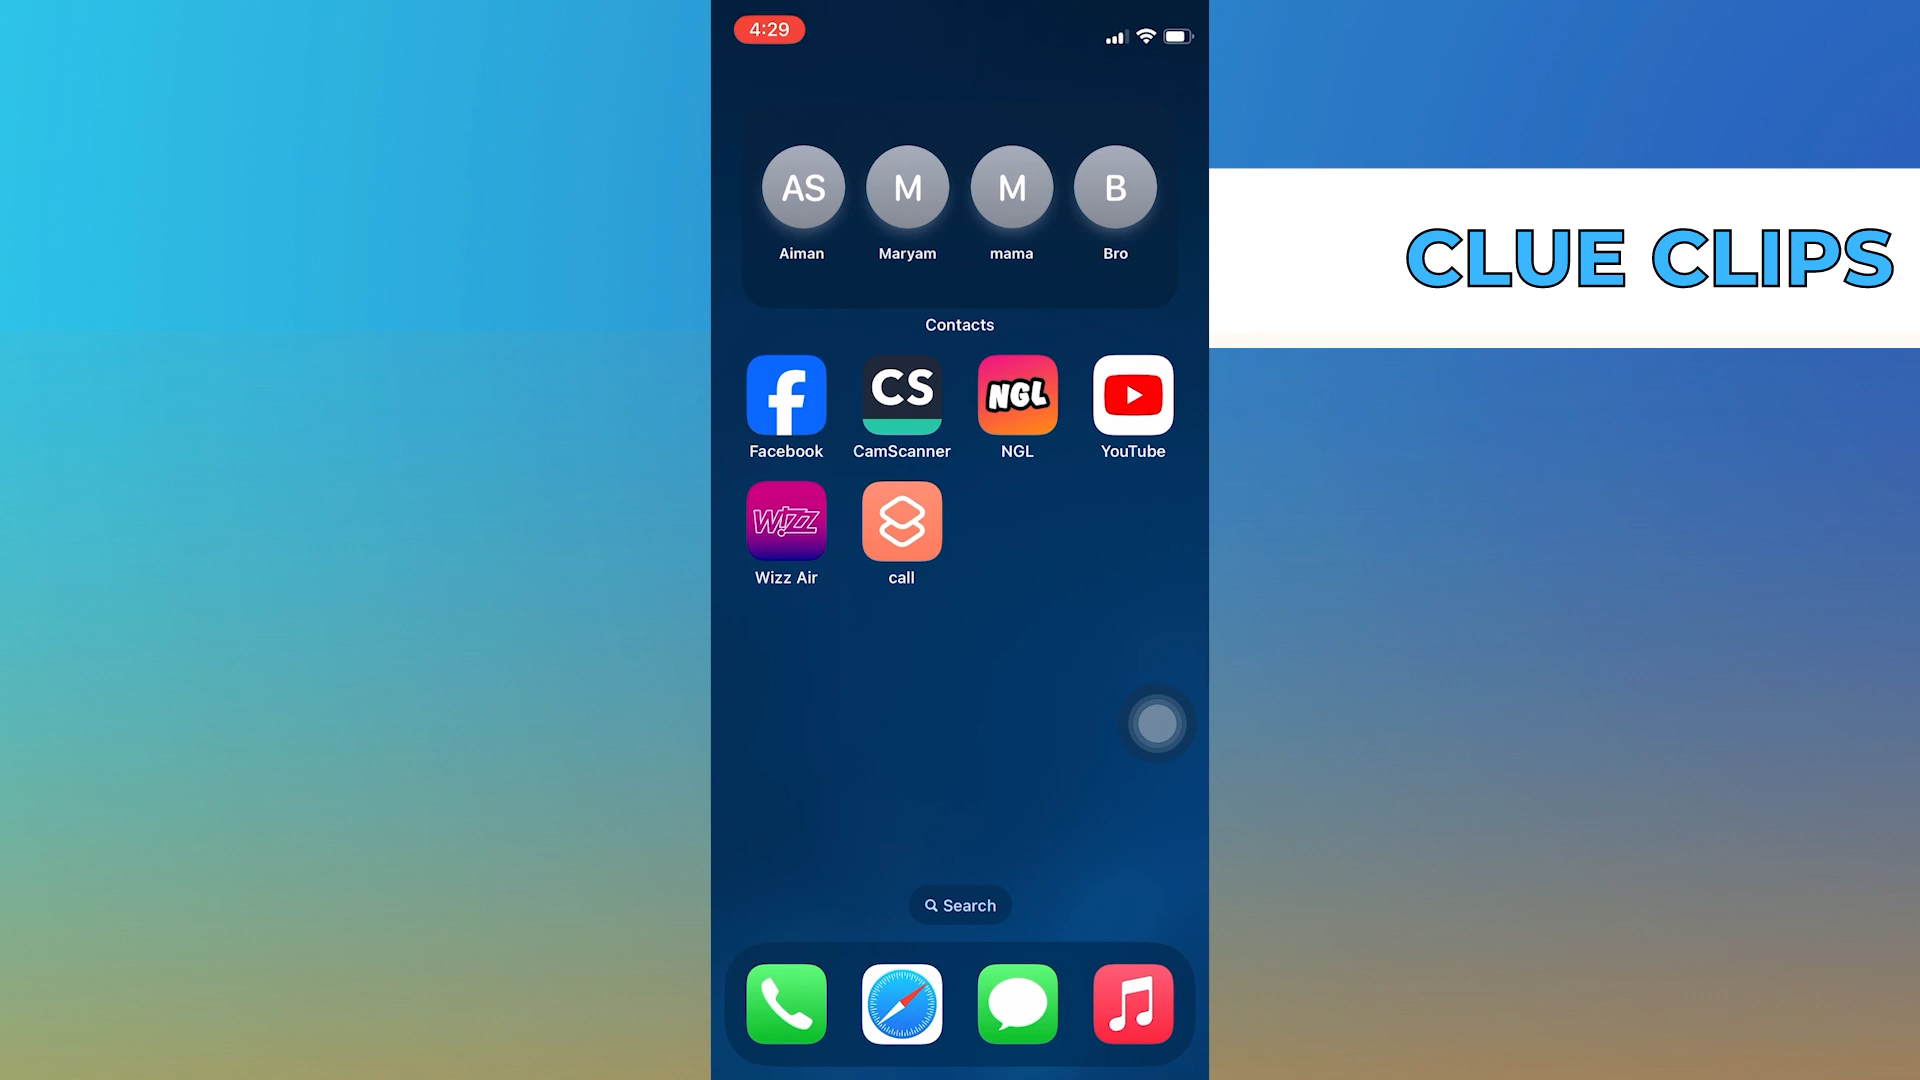 4:29
AS M M B
Aiman Maryam mama Bro
Contacts
CS NGL
Facebook CamScanner NGL YouTube
WIZZ
Wizz Air call
Search
CLUE CLIPS